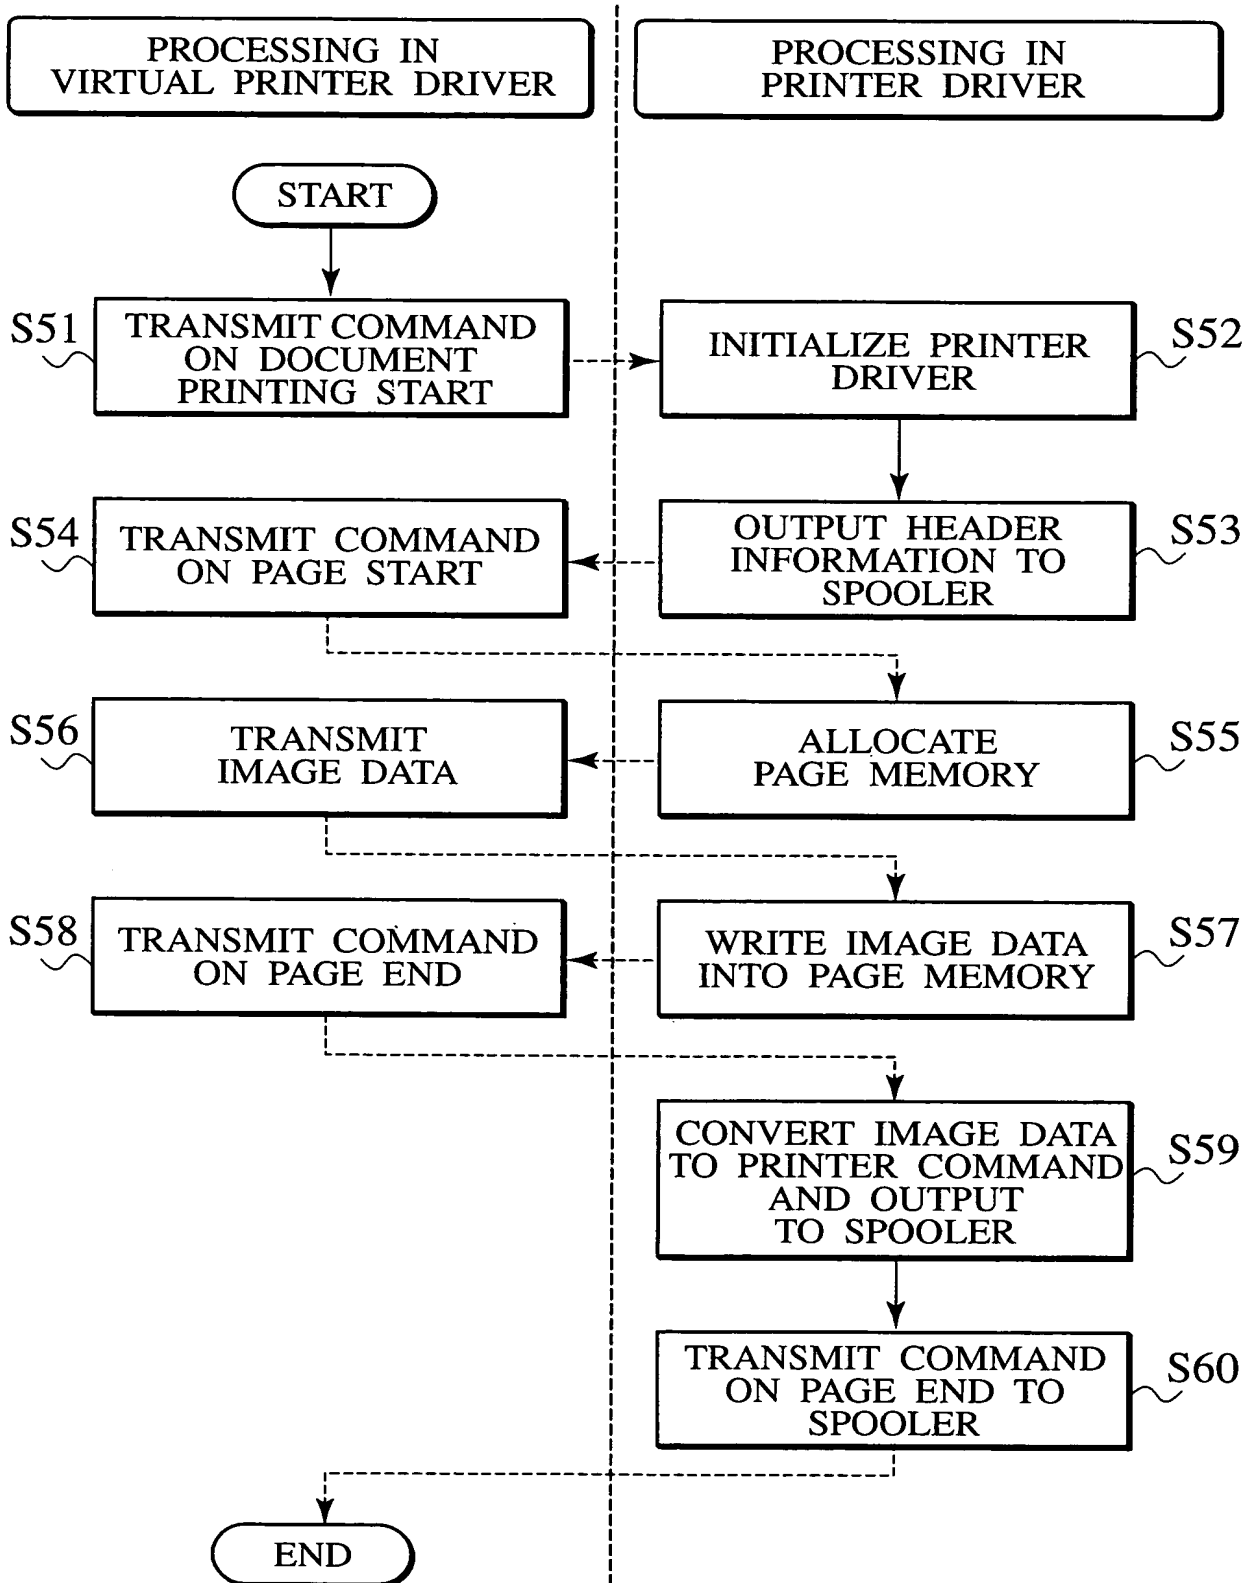 PROCESSING IN
VIRTUAL PRINTER DRIVER
PROCESSING IN
PRINTER DRIVER
START
S51
TRANSMIT COMMAND
ON DOCUMENT
PRINTING START
INITIALIZE PRINTER
DRIVER
S52
S54
TRANSMIT COMMAND
ON PAGE START
OUTPUT HEADER
INFORMATION TO
SPOOLER
S53
S56
TRANSMIT
IMAGE DATA
ALLOCATE
PAGE MEMORY
S55
S58
TRANSMIT COMMAND
ON PAGE END
WRITE IMAGE DATA
INTO PAGE MEMORY
S57
CONVERT IMAGE DATA
TO PRINTER COMMAND
AND OUTPUT
TO SPOOLER
S59
TRANSMIT COMMAND
ON PAGE END TO
SPOOLER
S60
END